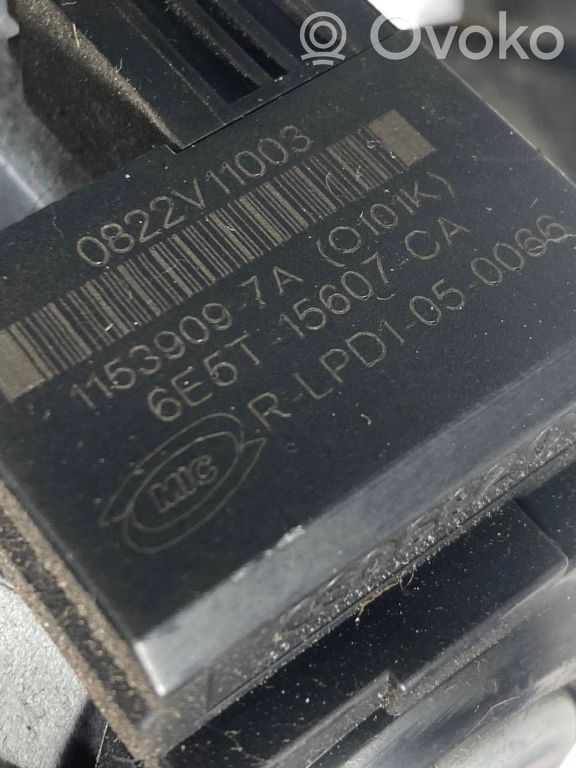 Ovoko
0822V11003
1153909-7A (O101K)
6E5T-15607-CA
R-LPD1-05-0066
MIC